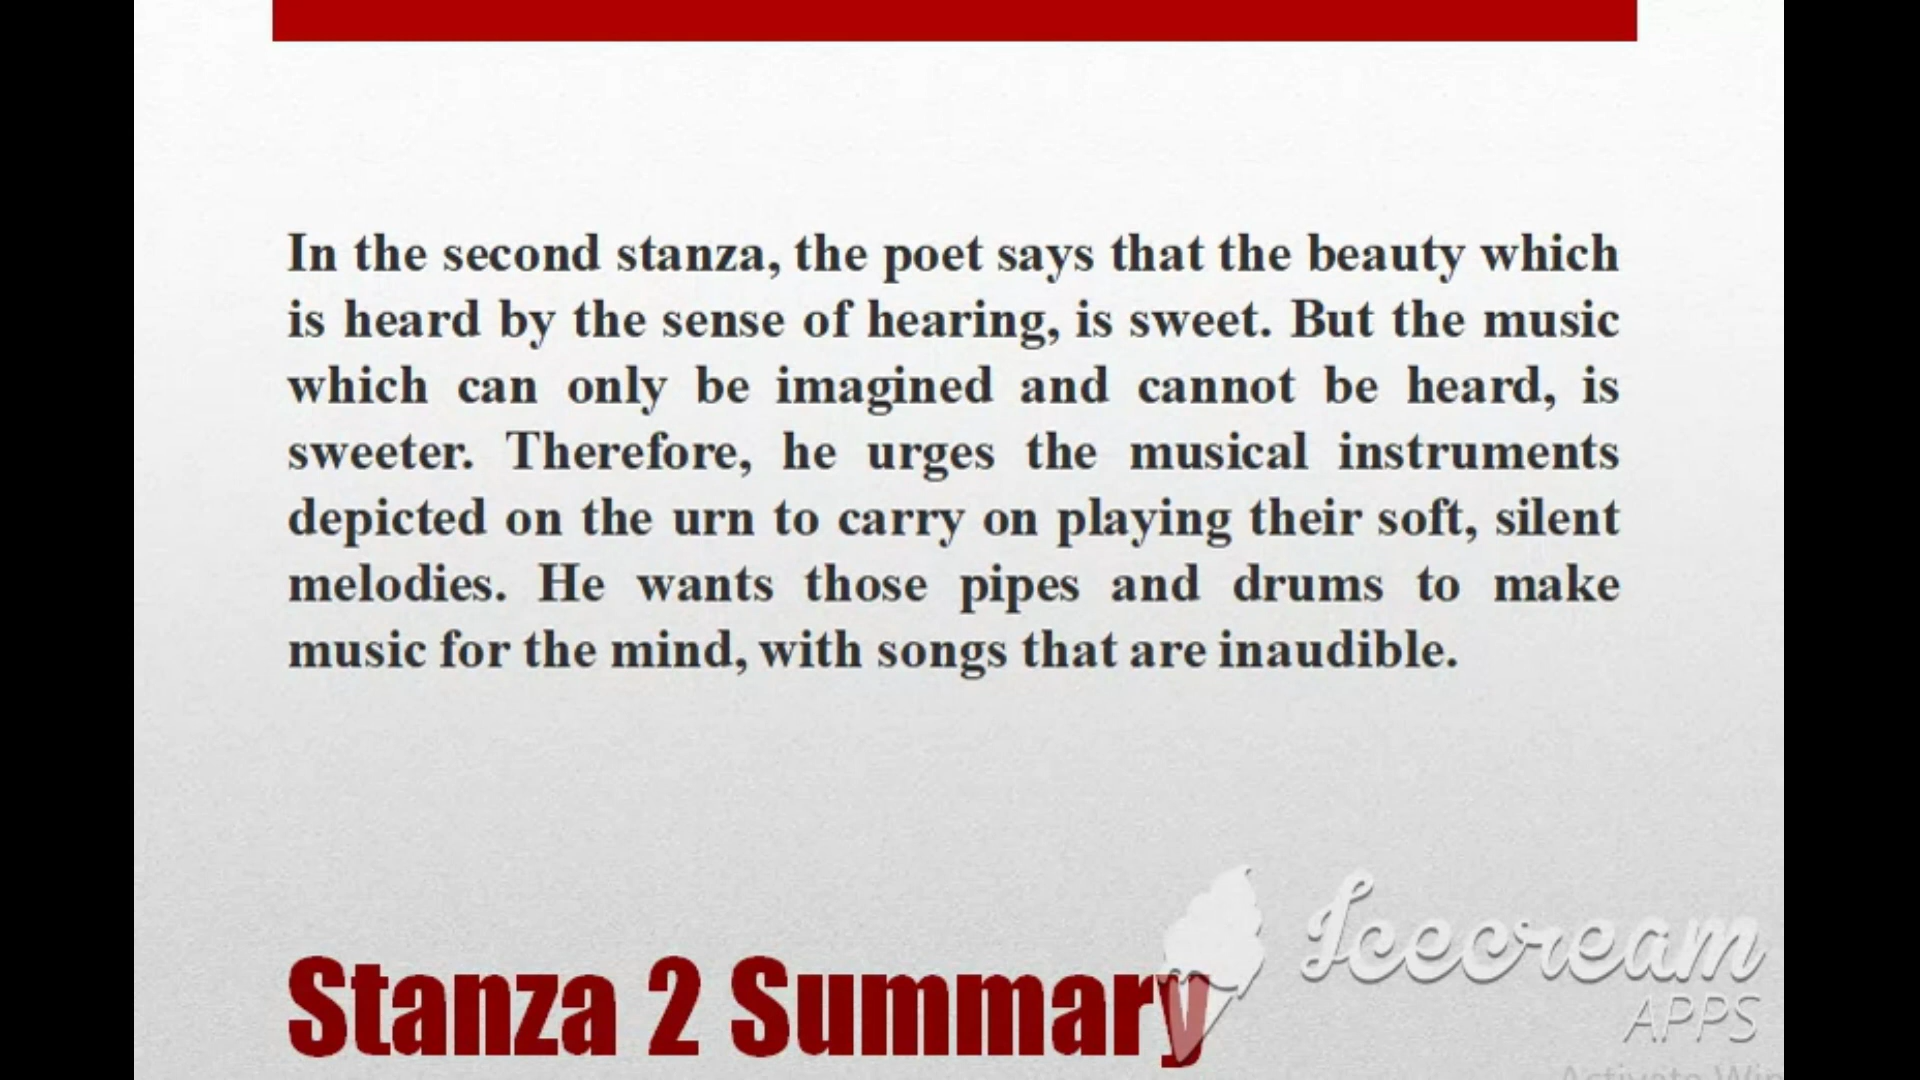 In the second stanza, the poet says that the beauty which
is heard by the sense of hearing, is sweet. But the music
which can only be imagined and cannot be heard, is
sweeter. Therefore, he urges the musical instruments
depicted on the urn to carry on playing their soft, silent
melodies. He wants those pipes and drums to make
music for the mind, with songs that are inaudible.
Stanza 2 Summary
Icecream
APPS